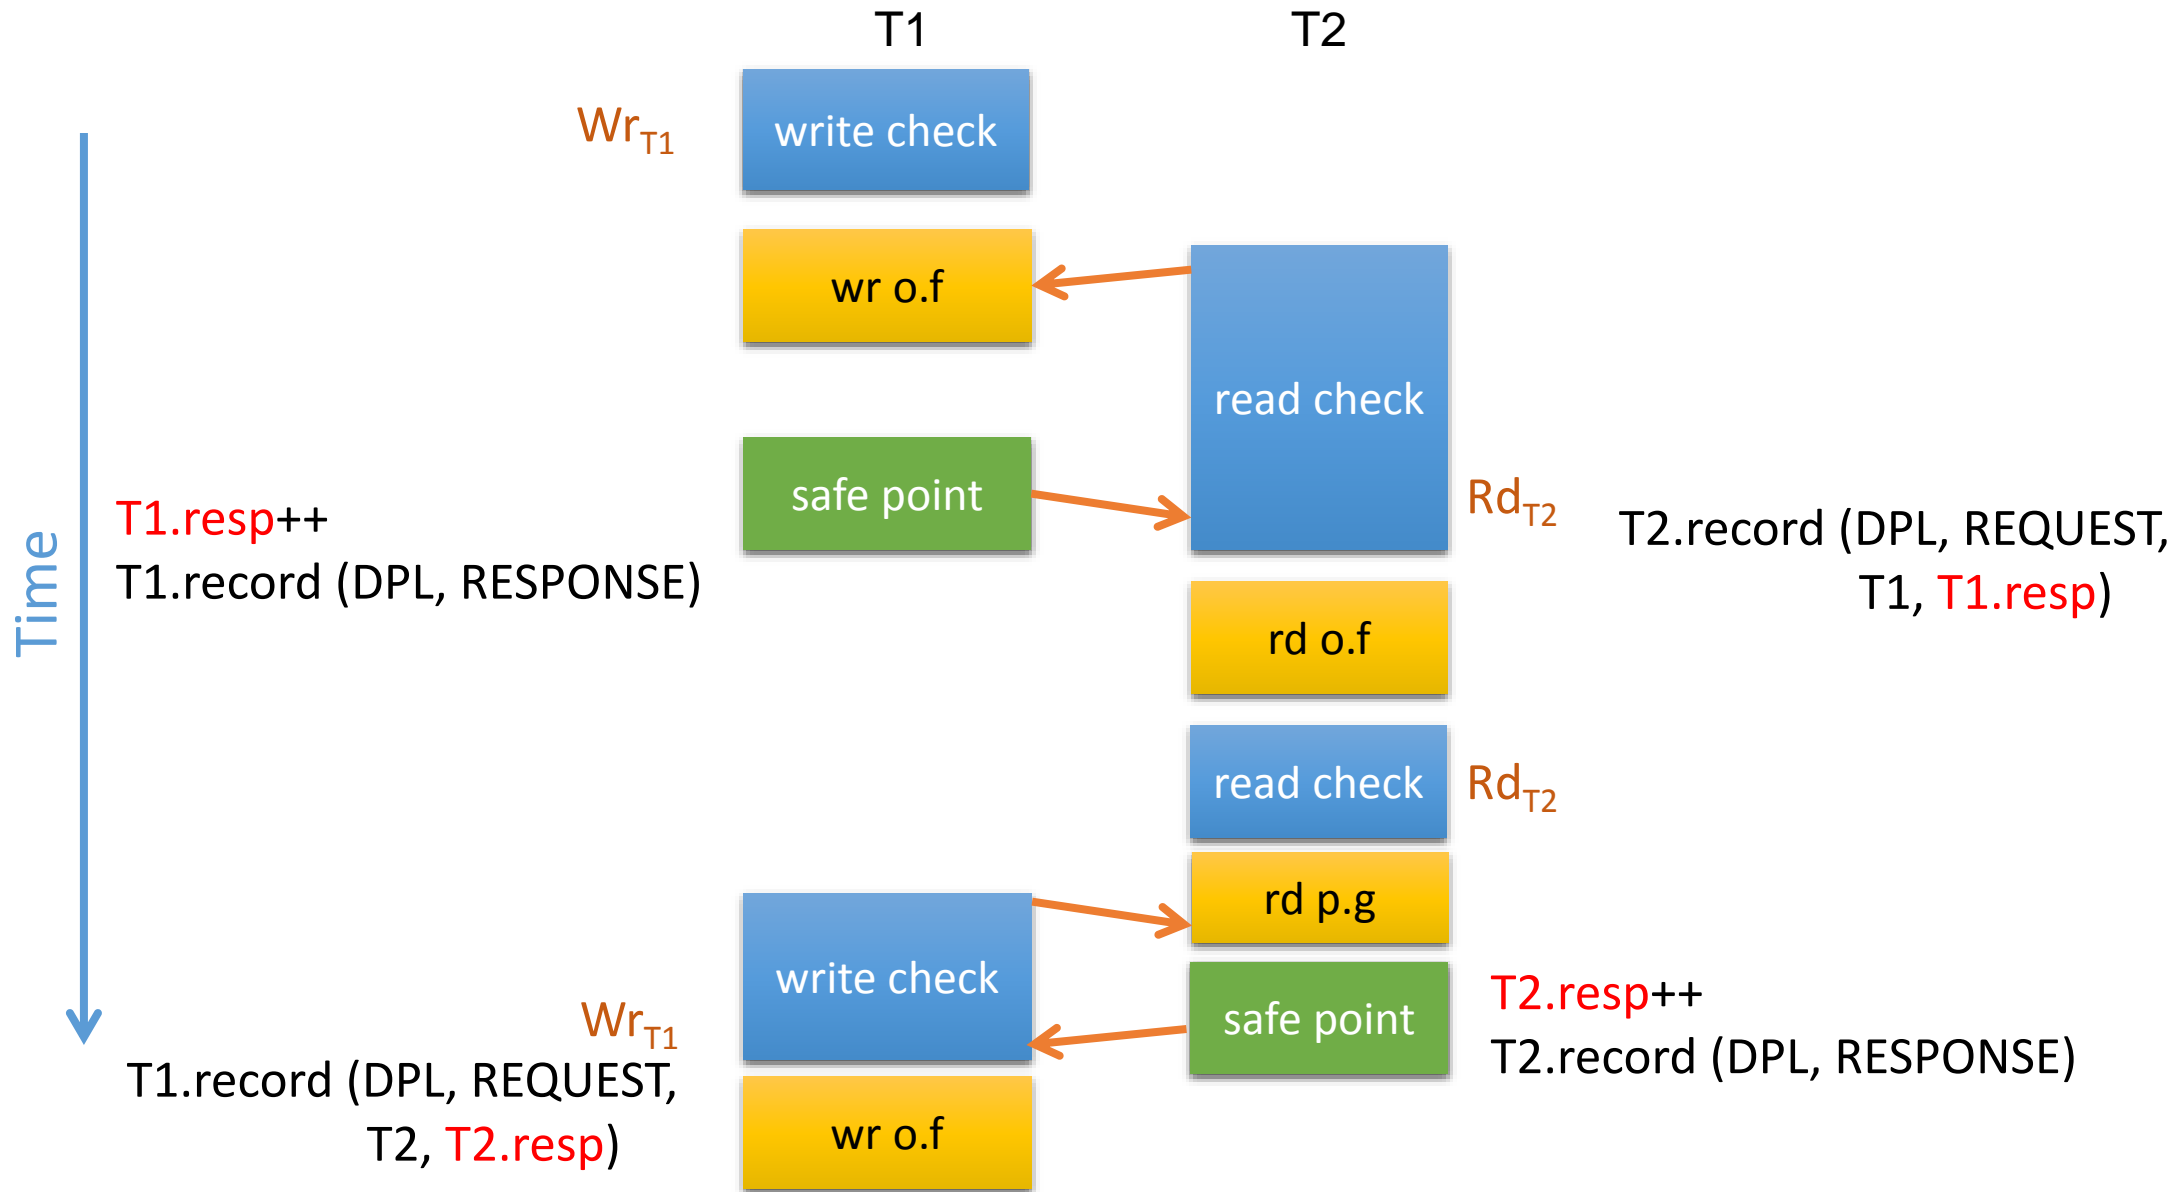 T1
T2
Wr_T1
write check
wr o.f
read check
safe point
Rd_T2
T1.resp++
T1.record (DPL, RESPONSE)
T2.record (DPL, REQUEST,
T1, T1.resp)
Time
rd o.f
read check
Rd_T2
rd p.g
write check
Wr_T1
safe point
T2.resp++
T2.record (DPL, RESPONSE)
T1.record (DPL, REQUEST,
T2, T2.resp)
wr o.f